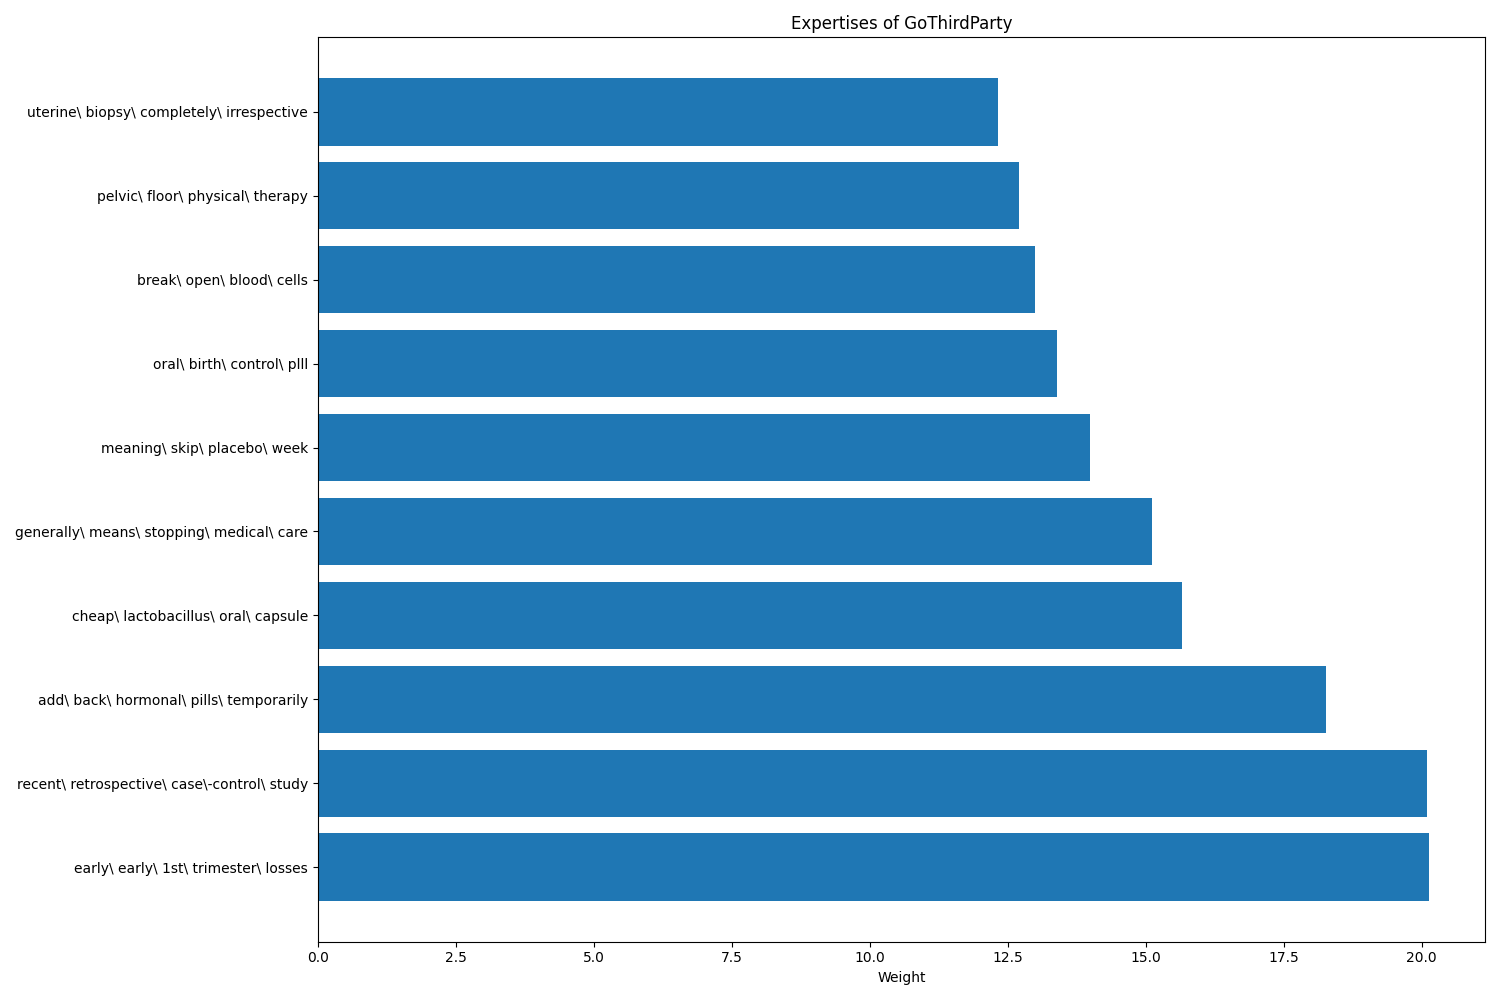 Expertises of GoThirdParty
uterine\ biopsy\ completely\ irrespective
pelvic\ floor\ physical\ therapy
break\ open\ blood\ cells
oral\ birth\ control\ plll
meaning\ skip\ placebo\ week
generally\ means\ stopping\ medical\ care
cheap\ lactobacillus\ oral\ capsule
add\ back\ hormonal\ pills\ temporarily
recent\ retrospective\ case\-control\ study
early\ early\ 1st\ trimester\ losses
0.0 2.5 5.0 7.5 10.0 12.5 15.0 17.5 20.0
Weight